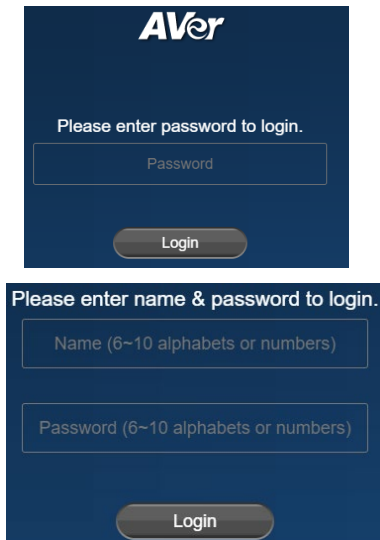 AVer
Please enter password to login.
Password
Login
Please enter name & password to login.
Name (6~10 alphabets or numbers)
Password (6~10 alphabets or numbers)
Login